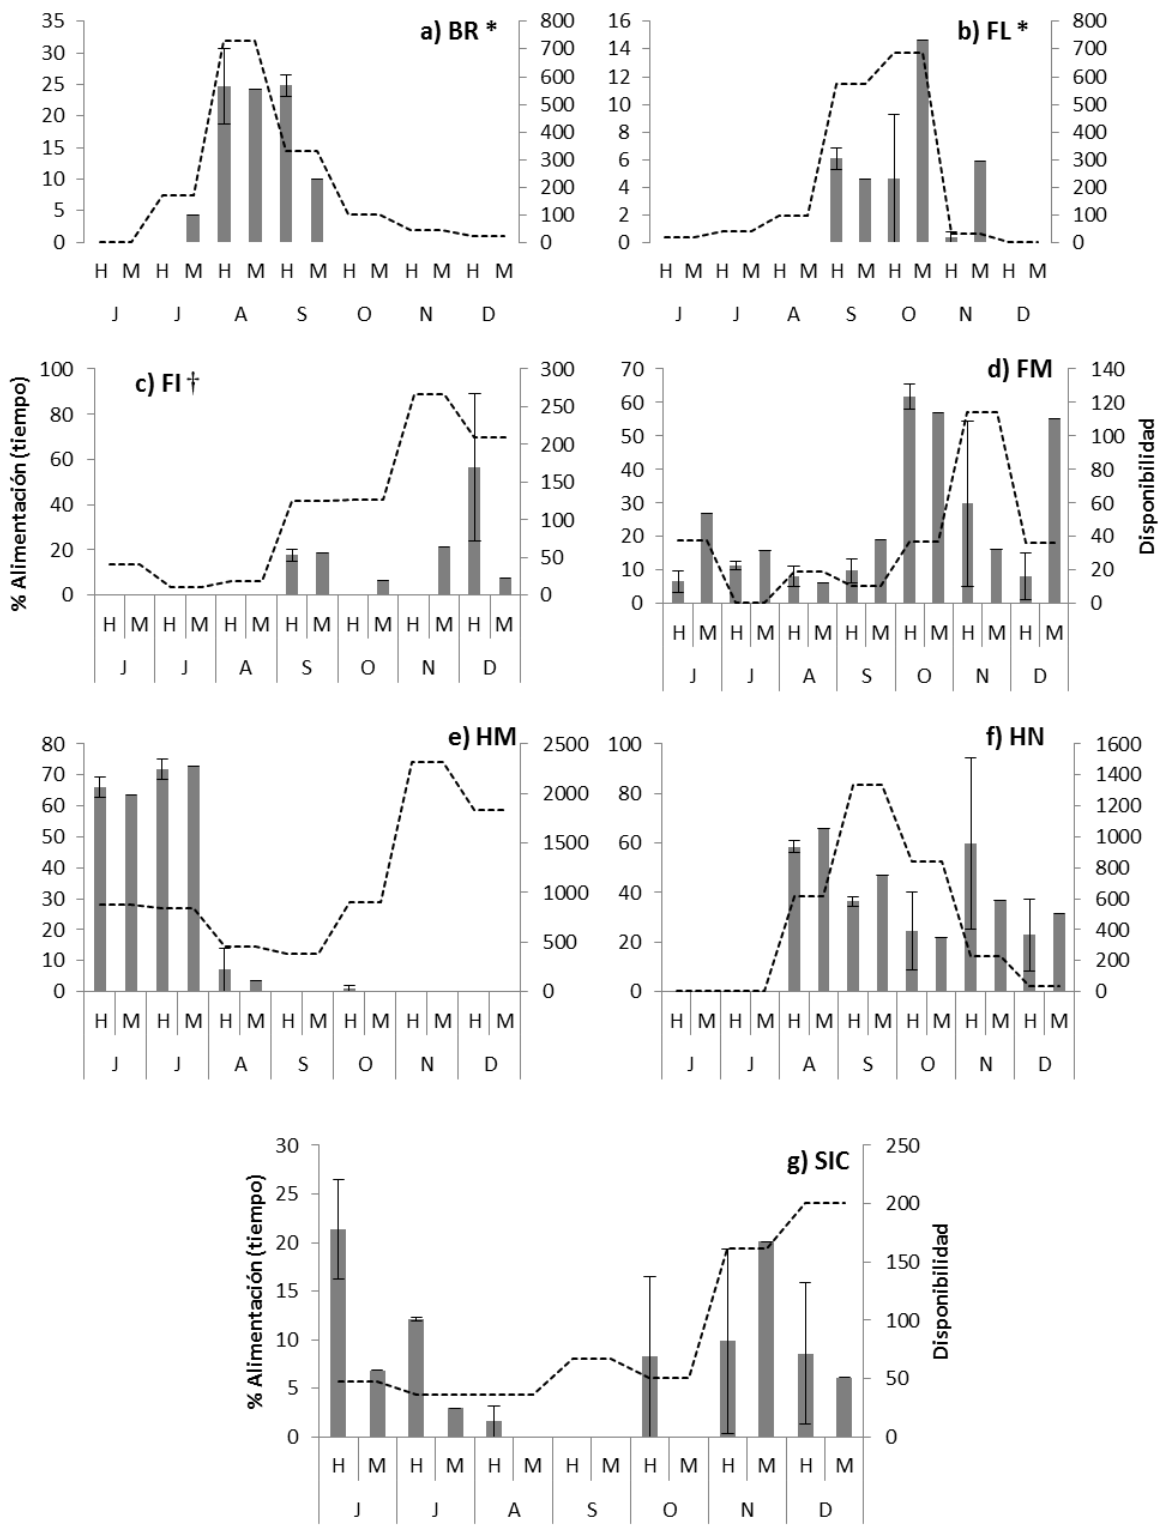 a) BR *
35 30 25 20 15 10 5 0
800 700 600 500 400 300 200 100 0
H M H M H M H M H M H M H M
J J A S O N D
b) FL *
16 14 12 10 8 6 4 2 0
800 700 600 500 400 300 200 100 0
H M H M H M H M H M H M H M
J J A S O N D
% Alimentación (tiempo)
c) FI †
100 80 60 40 20 0
300 250 200 150 100 50 0
H M H M H M H M H M H M H M
J J A S O N D
d) FM
70 60 50 40 30 20 10 0
140 120 100 80 60 40 20 0
Disponibilidad
H M H M H M H M H M H M H M
J J A S O N D
e) HM
80 70 60 50 40 30 20 10 0
2500 2000 1500 1000 500 0
H M H M H M H M H M H M H M
J J A S O N D
f) HN
100 80 60 40 20 0
1600 1400 1200 1000 800 600 400 200 0
H M H M H M H M H M H M H M
J J A S O N D
% Alimentación (tiempo)
g) SIC
30 25 20 15 10 5 0
250 200 150 100 50 0
Disponibilidad
H M H M H M H M H M H M H M
J J A S O N D